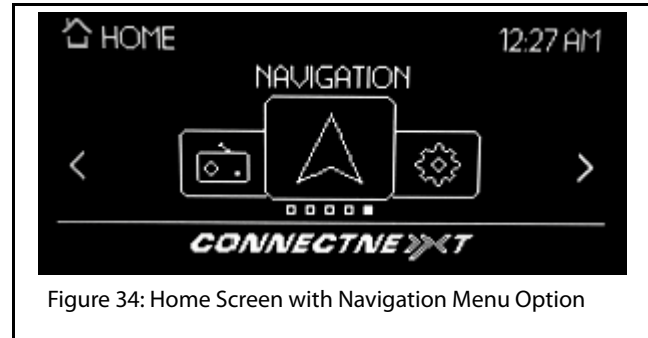 HOME 12:27 AM
NAVIGATION
CONNECTNEXT
Figure 34: Home Screen with Navigation Menu Option